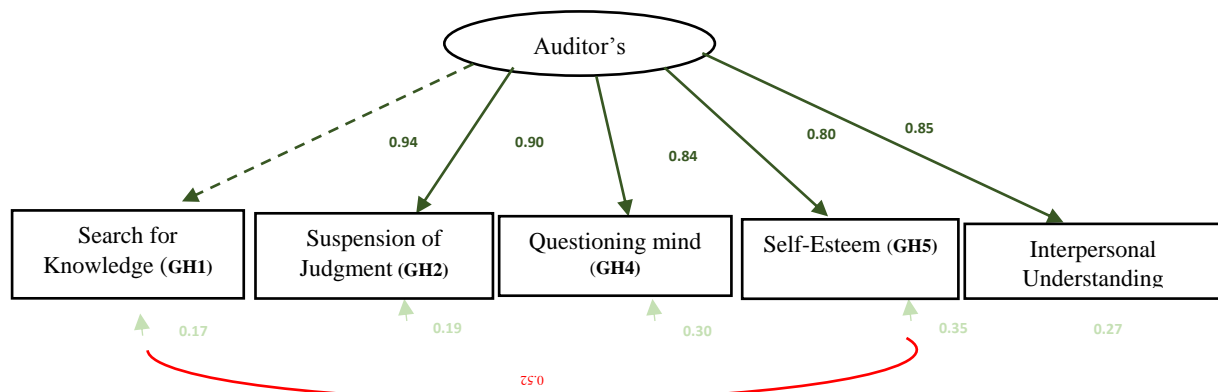 Auditor’s
0.94
0.90
0.84
0.80
0.85
Search for
Knowledge (GH1)
Suspension of
Judgment (GH2)
Questioning mind
(GH4)
Self-Esteem (GH5)
Interpersonal
Understanding
0.17
0.19
0.30
0.35
0.27
0.52